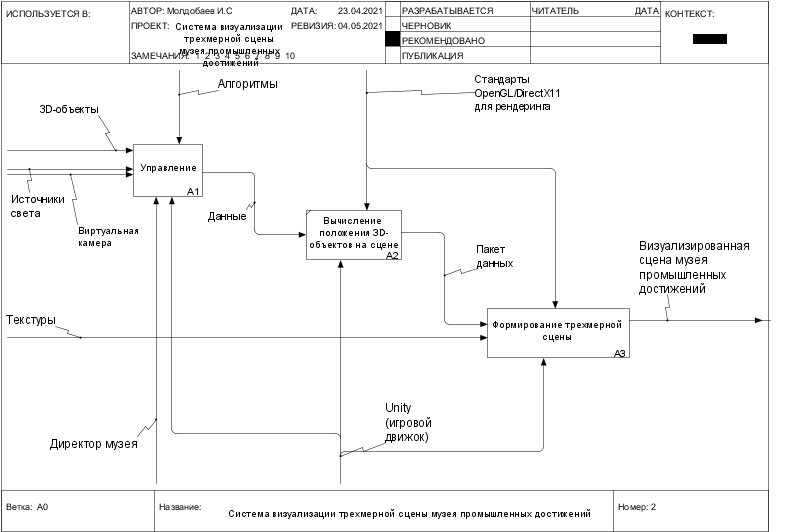 ИСПОЛЬЗУЕТСЯ В:
АВТОР: Молдобаев И.С
ДАТА: 23.04.2021
ПРОЕКТ: Система визуализации
трехмерной сцены
музея промышленных
достижений
РЕВИЗИЯ: 04.05.2021
ЗАМЕЧАНИЯ: 1 2 3 4 5 6 7 8 9 10
РАЗРАБАТЫВАЕТСЯ
ЧЕРНОВИК
РЕКОМЕНДОВАНО
ПУБЛИКАЦИЯ
ЧИТАТЕЛЬ
ДАТА
КОНТЕКСТ:
Алгоритмы
Стандарты
OpenGL/DirectX11
для рендеринга
3D-объекты
Управление
A1
Источники
света
Виртуальная
камера
Данные
Вычисление
положения 3D-
объектов на сцене
A2
Пакет
данных
Визуализированная
сцена музея
промышленных
достижений
Текстуры
Формирование трехмерной
сцены
A3
Директор музея
Unity
(игровой
движок)
Ветка: A0
Название:
Система визуализации трехмерной сцены музея промышленных достижений
Номер: 2